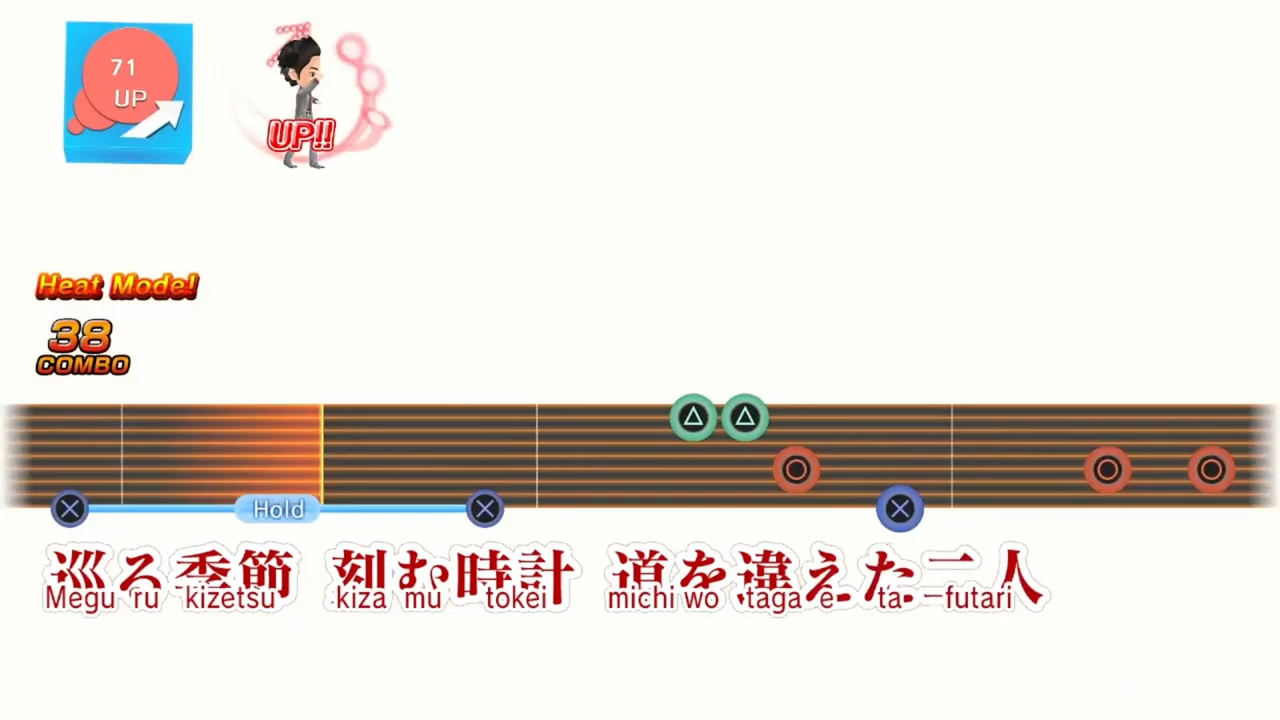 71
UP
UP!!
Heat Mode!
38
COMBO
Hold
巡る季節 刻む時計 道を違えた二人
Megu ru kizetsu kiza mu tokei michi wo taga e ta futari